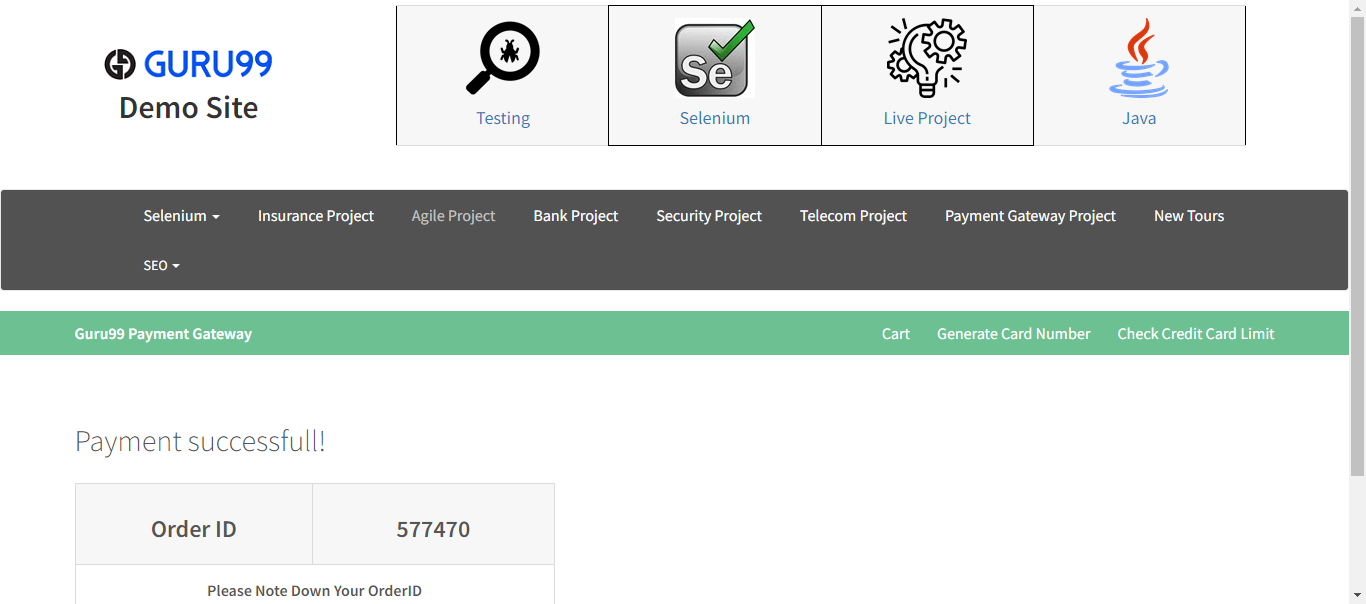 GURU99
Demo Site
Se
Testing Selenium Live Project Java
Selenium Insurance Project Agile Project Bank Project Security Project Telecom Project Payment Gateway Project New Tours
SEO
Guru99 Payment Gateway Cart Generate Card Number Check Credit Card Limit
Payment successfull!
Order ID 577470
Please Note Down Your OrderID